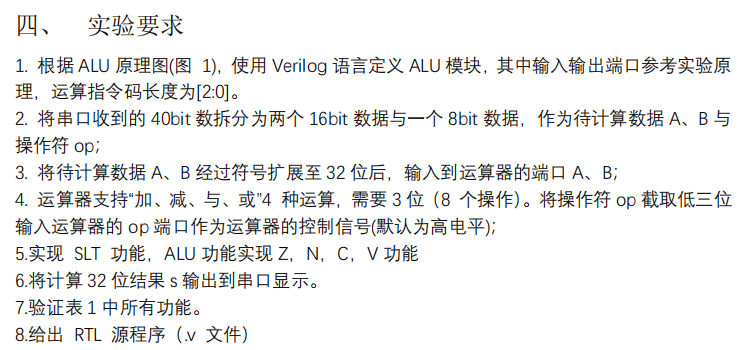 四、 实验要求
1. 根据 ALU 原理图(图 1)，使用 Verilog 语言定义 ALU 模块，其中输入输出端口参考实验原
理，运算指令码长度为[2:0]。
2. 将串口收到的 40bit 数拆分为两个 16bit 数据与一个 8bit 数据，作为待计算数据 A、B 与
操作符 op;
3. 将待计算数据 A、B 经过符号扩展至 32 位后，输入到运算器的端口 A、B;
4. 运算器支持“加、减、与、或”4 种运算，需要 3 位（8 个操作）。将操作符 op 截取低三位
输入运算器的 op 端口作为运算器的控制信号(默认为高电平);
5.实现 SLT 功能，ALU 功能实现 Z，N，C，V 功能
6.将计算 32 位结果 s 输出到串口显示。
7.验证表 1 中所有功能。
8.给出 RTL 源程序（.v 文件）